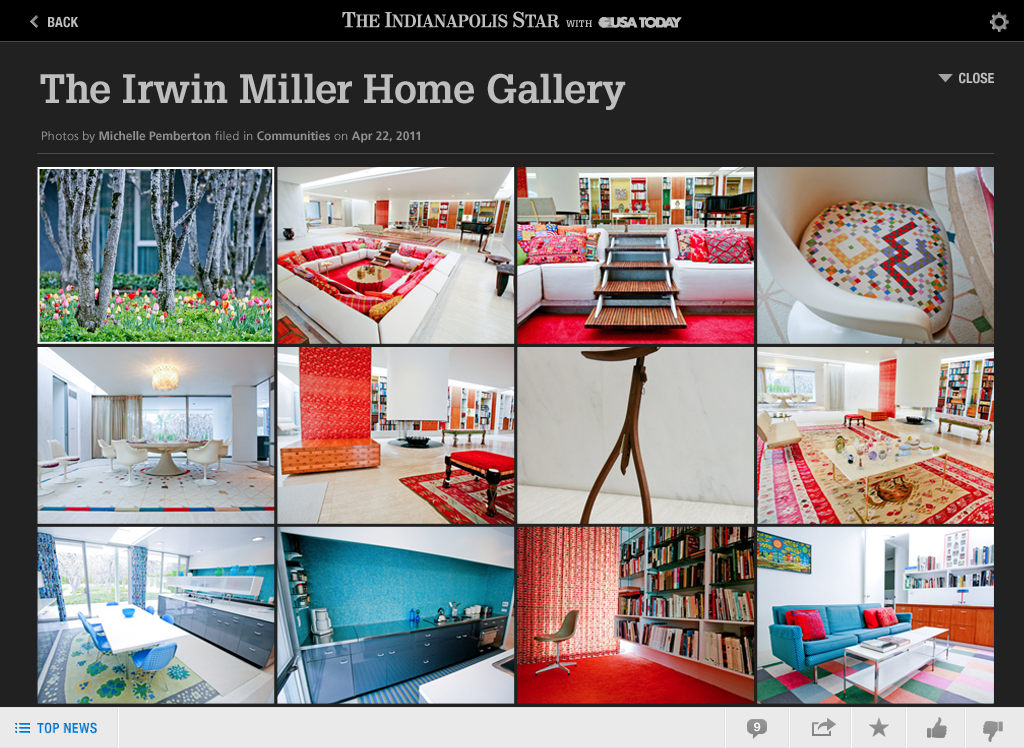 BACK
THE INDIANAPOLIS STAR WITH USA TODAY
The Irwin Miller Home Gallery
CLOSE
Photos by Michelle Pemberton filed in Communities on Apr 22, 2011
TOP NEWS
9